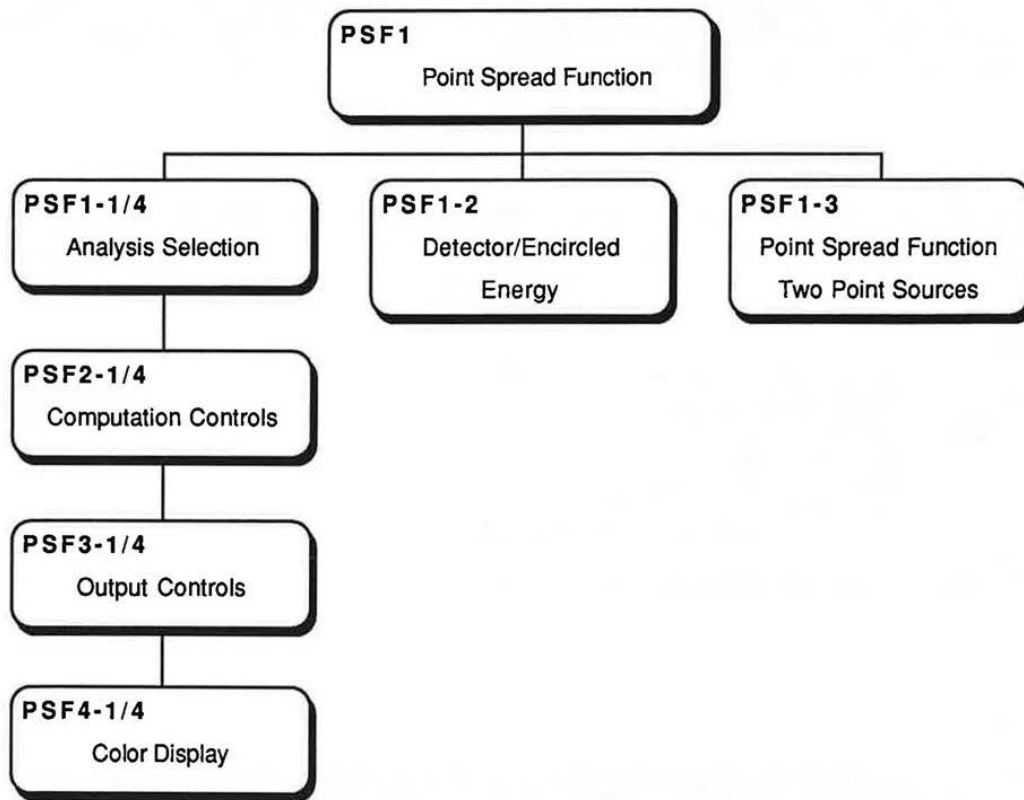 PSF1
Point Spread Function
PSF1-1/4
Analysis Selection
PSF1-2
Detector/Encircled
Energy
PSF1-3
Point Spread Function
Two Point Sources
PSF2-1/4
Computation Controls
PSF3-1/4
Output Controls
PSF4-1/4
Color Display